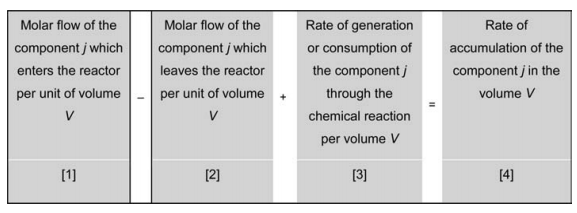 Molar flow of the
component j which
enters the reactor
per unit of volume
V
[1]
–
Molar flow of the
component j which
leaves the reactor
per unit of volume
V
[2]
+
Rate of generation
or consumption of
the component j
through the
chemical reaction
per volume V
[3]
=
Rate of
accumulation of the
component j in the
volume V
[4]